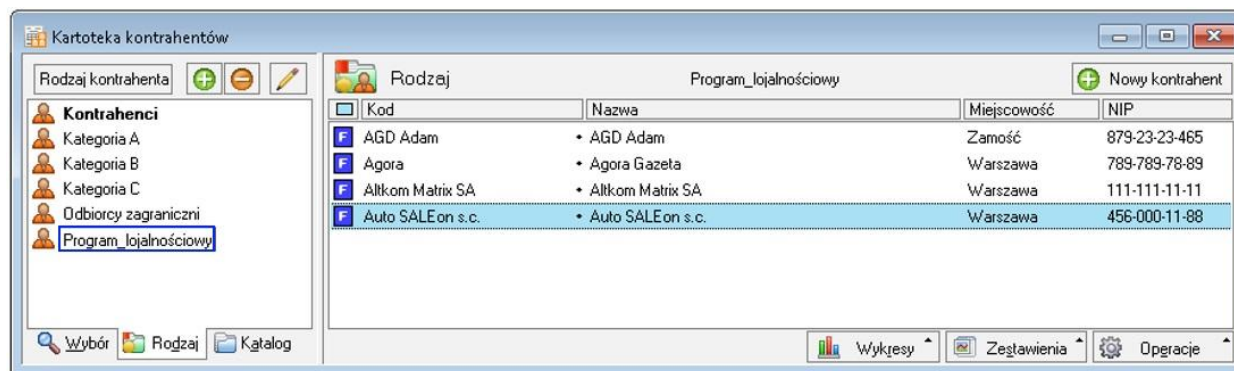 Kartoteka kontrahentów
Rodzaj kontrahenta
Kontrahenci
Kategoria A
Kategoria B
Kategoria C
Odbiorcy zagraniczni
Program_lojalnościowy
Wybór Rodzaj Katalog
Rodzaj Program_lojalnościowy Nowy kontrahent
Kod Nazwa Miejscowość NIP
F AGD Adam • AGD Adam Zamość 879-23-23-465
F Agora • Agora Gazeta Warszawa 789-789-78-89
F Altkom Matrix SA • Altkom Matrix SA Warszawa 111-111-11-11
F Auto SALEon s.c. • Auto SALEon s.c. Warszawa 456-000-11-88
Wykresy Zestawienia Operacje